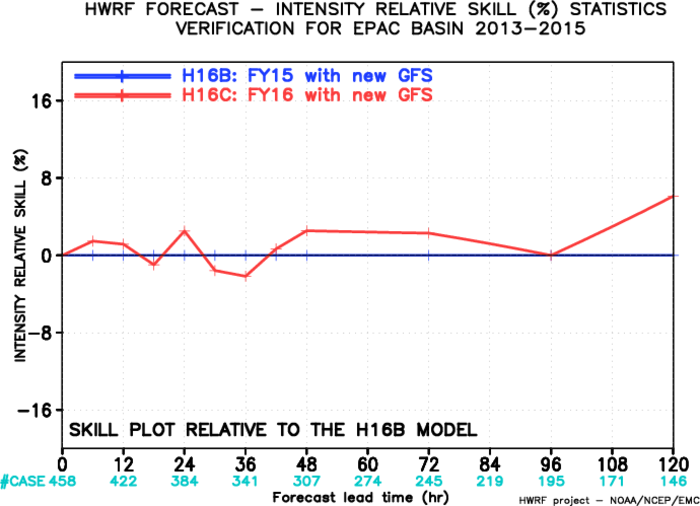 HWRF FORECAST – INTENSITY RELATIVE SKILL (%) STATISTICS
VERIFICATION FOR EPAC BASIN 2013–2015
H16B: FY15 with new GFS
H16C: FY16 with new GFS
16
8
0
–8
–16
INTENSITY RELATIVE SKILL (%)
SKILL PLOT RELATIVE TO THE H16B MODEL
0 12 24 36 48 60 72 84 96 108 120
#CASE 458 422 384 341 307 274 245 219 195 171 146
Forecast lead time (hr)
HWRF project – NOAA/NCEP/EMC